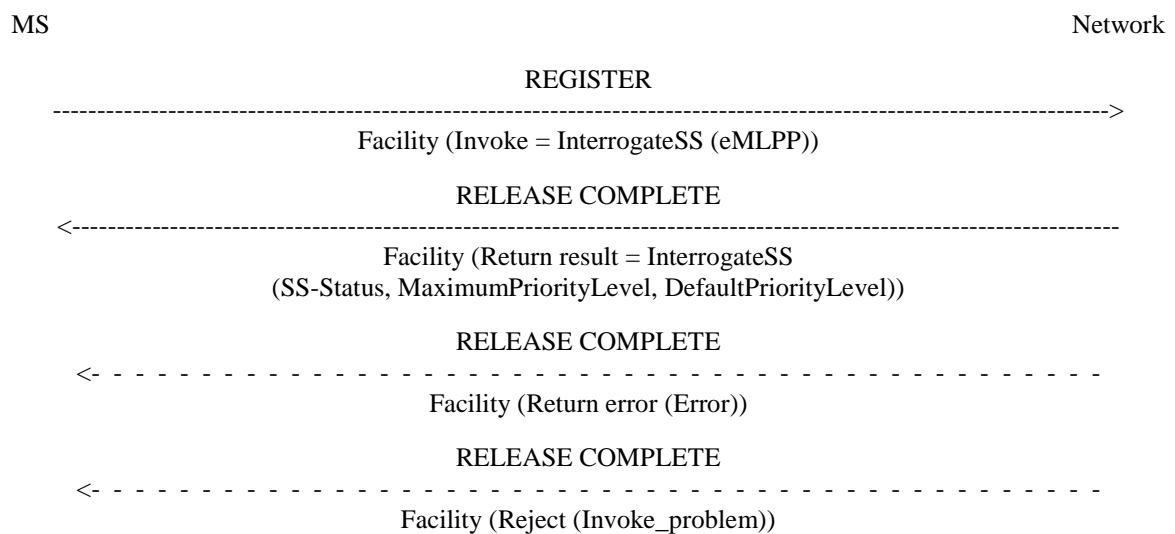 MS Network
REGISTER
Facility (Invoke = InterrogateSS (eMLPP))
RELEASE COMPLETE
Facility (Return result = InterrogateSS
(SS-Status, MaximumPriorityLevel, DefaultPriorityLevel))
RELEASE COMPLETE
Facility (Return error (Error))
RELEASE COMPLETE
Facility (Reject (Invoke_problem))